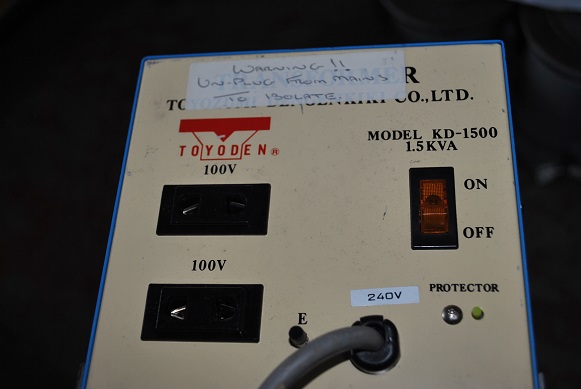 WARNING!!
UN-PLUG FROM MAINS
TO ISOLATE
CO.,LTD.
TOYODEN®
MODEL KD-1500
1.5KVA
100V
ON
OFF
100V
240V
PROTECTOR
E